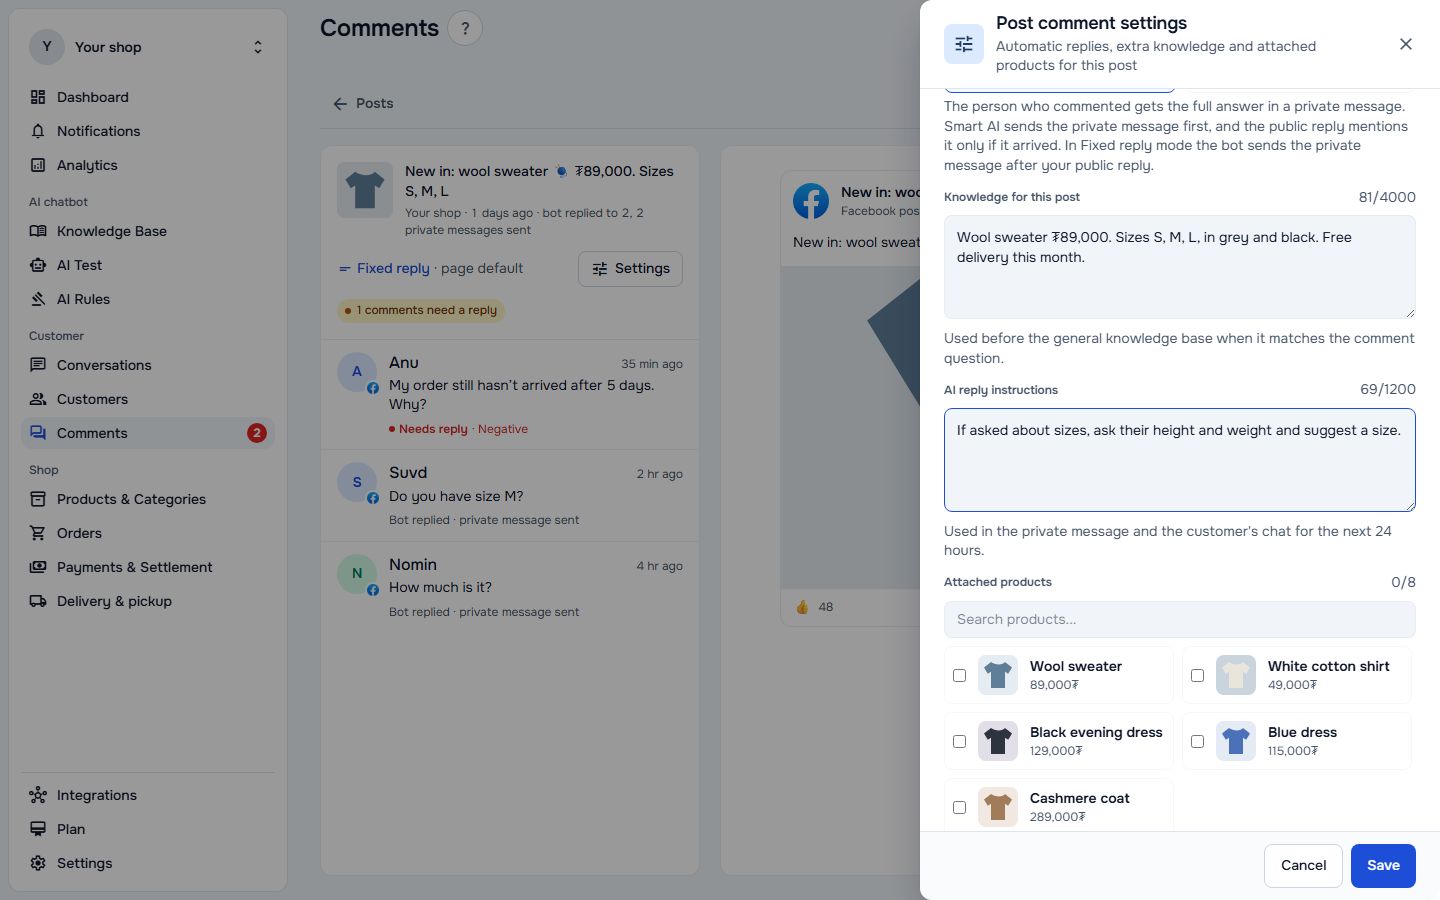 Y
Your shop
Dashboard
Notifications
Analytics
AI chatbot
Knowledge Base
AI Test
AI Rules
Customer
Conversations
Customers
Comments
2
Shop
Products & Categories
Orders
Payments & Settlement
Delivery & pickup
Integrations
Plan
Settings
Comments
?
Posts
New in: wool sweater 🧶 ₮89,000. Sizes
S, M, L
Your shop · 1 days ago · bot replied to 2, 2
private messages sent
Fixed reply · page default
Settings
1 comments need a reply
A
Anu
35 min ago
My order still hasn't arrived after 5 days.
Why?
Needs reply · Negative
S
Suvd
2 hr ago
Do you have size M?
Bot replied · private message sent
N
Nomin
4 hr ago
How much is it?
Bot replied · private message sent
New in: woo
Facebook pos
New in: wool sweat
👍 48
Post comment settings
Automatic replies, extra knowledge and attached
products for this post
The person who commented gets the full answer in a private message.
Smart AI sends the private message first, and the public reply mentions
it only if it arrived. In Fixed reply mode the bot sends the private
message after your public reply.
Knowledge for this post
81/4000
Wool sweater ₮89,000. Sizes S, M, L, in grey and black. Free
delivery this month.
Used before the general knowledge base when it matches the comment
question.
AI reply instructions
69/1200
If asked about sizes, ask their height and weight and suggest a size.
Used in the private message and the customer's chat for the next 24
hours.
Attached products
0/8
Search products...
Wool sweater
89,000₮
White cotton shirt
49,000₮
Black evening dress
129,000₮
Blue dress
115,000₮
Cashmere coat
289,000₮
Cancel
Save